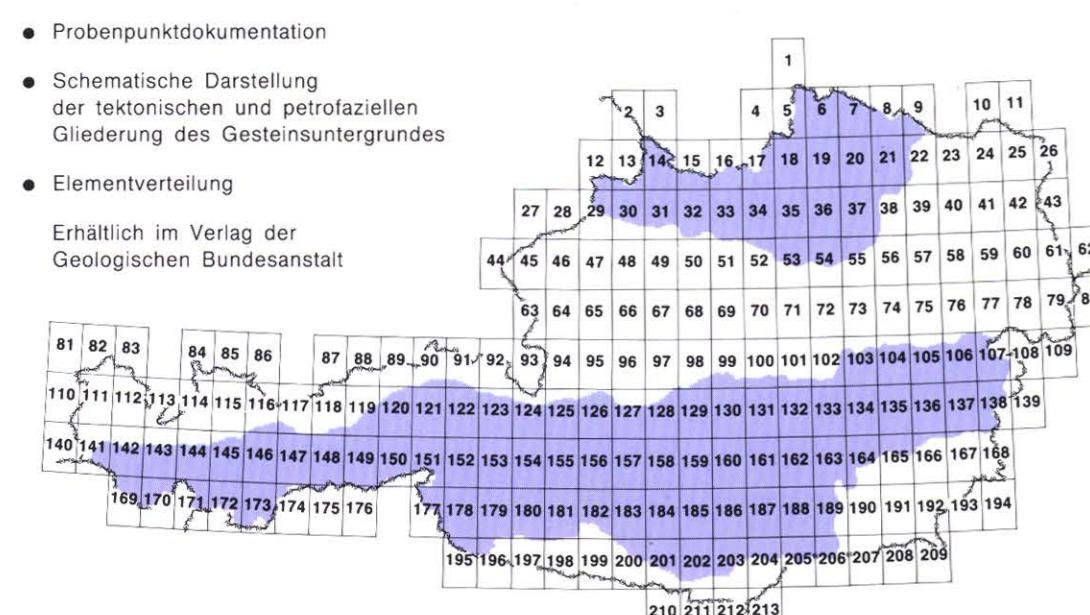 ● Probenpunktdokumentation
● Schematische Darstellung
der tektonischen und petrofaziellen
Gliederung des Gesteinsuntergrundes
● Elementverteilung
Erhältlich im Verlag der
Geologischen Bundesanstalt
1
2 3 4 5 6 7 8 9 10 11
12 13 14 15 16 17 18 19 20 21 22 23 24 25 26
27 28 29 30 31 32 33 34 35 36 37 38 39 40 41 42 43
44 45 46 47 48 49 50 51 52 53 54 55 56 57 58 59 60 61 62
63 64 65 66 67 68 69 70 71 72 73 74 75 76 77 78 79
81 82 83 84 85 86 87 88 89 90 91 92 93 94 95 96 97 98 99 100 101 102 103 104 105 106 107 108 109
110 111 112 113 114 115 116 117 118 119 120 121 122 123 124 125 126 127 128 129 130 131 132 133 134 135 136 137 138 139
140 141 142 143 144 145 146 147 148 149 150 151 152 153 154 155 156 157 158 159 160 161 162 163 164 165 166 167 168
169 170 171 172 173 174 175 176 177 178 179 180 181 182 183 184 185 186 187 188 189 190 191 192 193 194
195 196 197 198 199 200 201 202 203 204 205 206 207 208 209
210 211 212 213